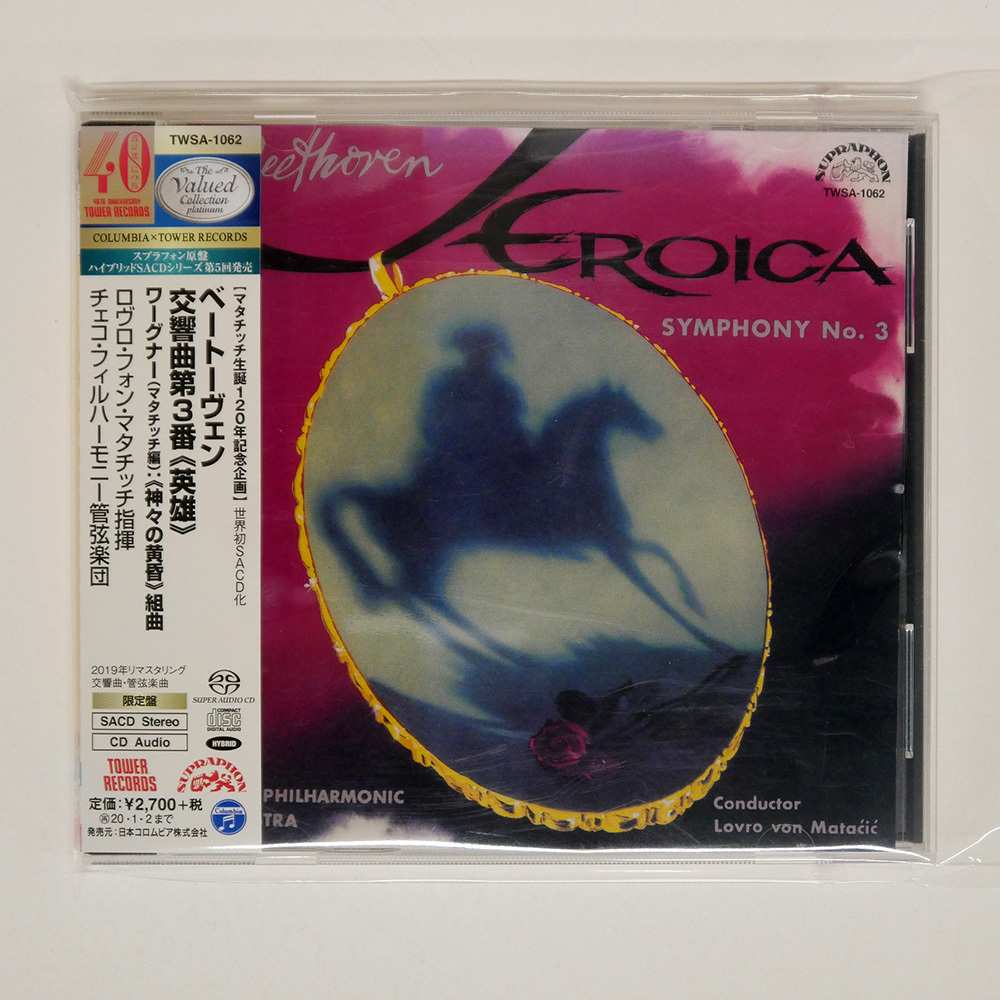 40
40TH ANNIVERSARY
TOWER RECORDS
TWSA-1062
The
Valued
Collection
platinum
COLUMBIA×TOWER RECORDS
スプラフォン原盤
ハイブリッドSACDシリーズ第5回発売
【マタチッチ生誕120年記念企画】世界初SACD化
ベートーヴェン
交響曲第3番《英雄》
ワーグナー(マタチッチ編):《神々の黄昏》組曲
ロヴロ・フォン・マタチッチ指揮
チェコ・フィルハーモニー管弦楽団
2019年リマスタリング
交響曲・管弦楽曲
限定盤
SACD Stereo
CD Audio
SUPER AUDIO CD
COMPACT
disc
DIGITAL AUDIO
HYBRID
TOWER
RECORDS
SUPRAPHON
定価:¥2,700+税
再20・1・2まで
発売元:日本コロムビア株式会社
Columbia
eethoven
EROICA
SYMPHONY No. 3
SUPRAPHON
TWSA-1062
PHILHARMONIC
TRA
Conductor
Lovro von Matačić